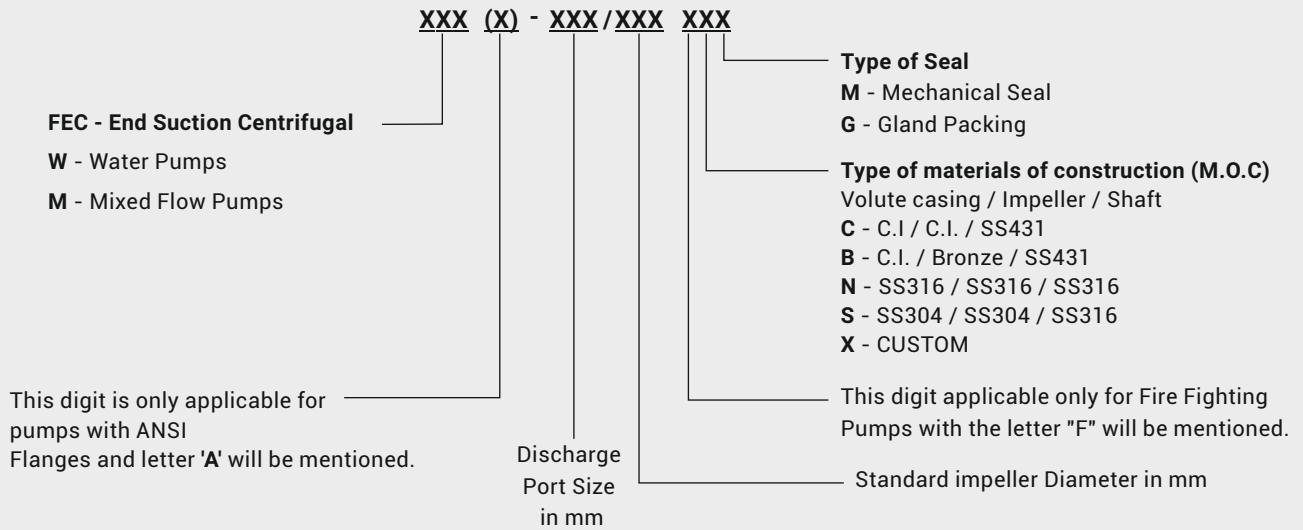 XXX (X) - XXX/XXX XXX
FEC - End Suction Centrifugal
W - Water Pumps
M - Mixed Flow Pumps
This digit is only applicable for
pumps with ANSI
Flanges and letter 'A' will be mentioned.
Discharge
Port Size
in mm
Type of Seal
M - Mechanical Seal
G - Gland Packing
Type of materials of construction (M.O.C)
Volute casing / Impeller / Shaft
C - C.I / C.I. / SS431
B - C.I. / Bronze / SS431
N - SS316 / SS316 / SS316
S - SS304 / SS304 / SS316
X - CUSTOM
This digit applicable only for Fire Fighting
Pumps with the letter "F" will be mentioned.
Standard impeller Diameter in mm